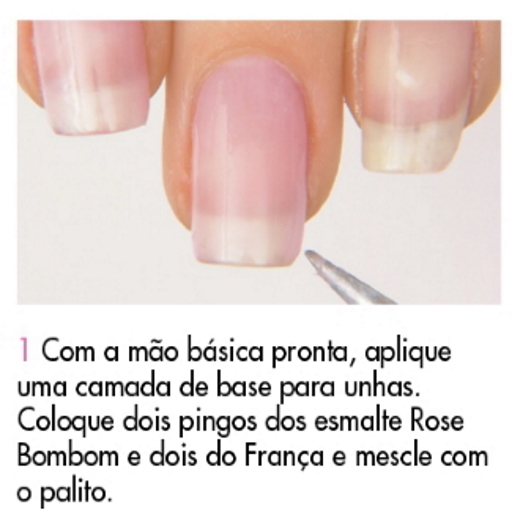 1 Com a mão básica pronta, aplique
uma camada de base para unhas.
Coloque dois pingos dos esmalte Rose
Bombom e dois do França e mescle com
o palito.